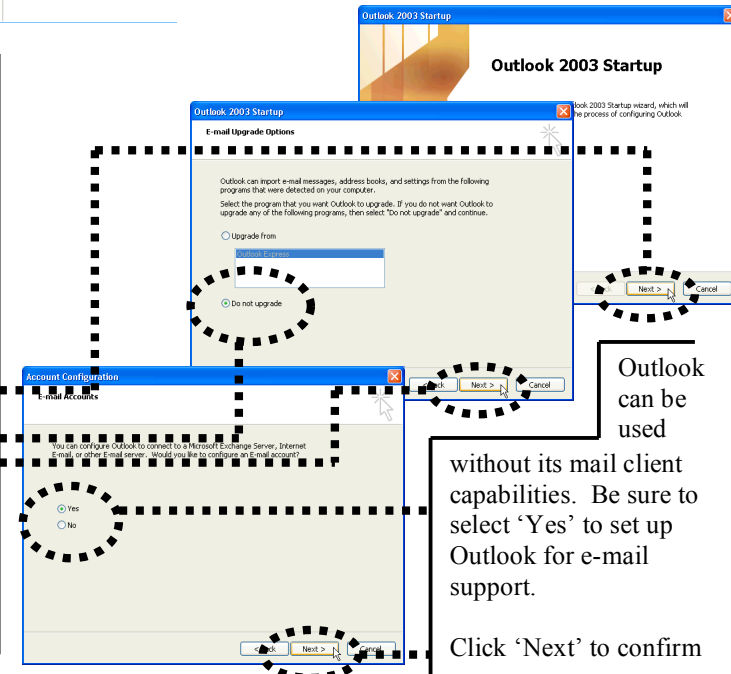 Outlook 2003 Startup
Outlook 2003 Startup
look 2003 Startup wizard, which will
he process of configuring Outlook
Next >
Cancel
Outlook 2003 Startup
E-mail Upgrade Options
Outlook can import e-mail messages, address books, and settings from the following
programs that were detected on your computer.
Select the program that you want Outlook to upgrade. If you do not want Outlook to
upgrade any of the following programs, then select "Do not upgrade" and continue.
Upgrade from
Outlook Express
Do not upgrade
Next >
Cancel
Account Configuration
E-mail Accounts
You can configure Outlook to connect to a Microsoft Exchange Server, Internet
E-mail, or other E-mail server. Would you like to configure an E-mail account?
Yes
No
Next >
Cancel
Outlook
can be
used
without its mail client
capabilities. Be sure to
select ‘Yes’ to set up
Outlook for e-mail
support.
Click ‘Next’ to confirm